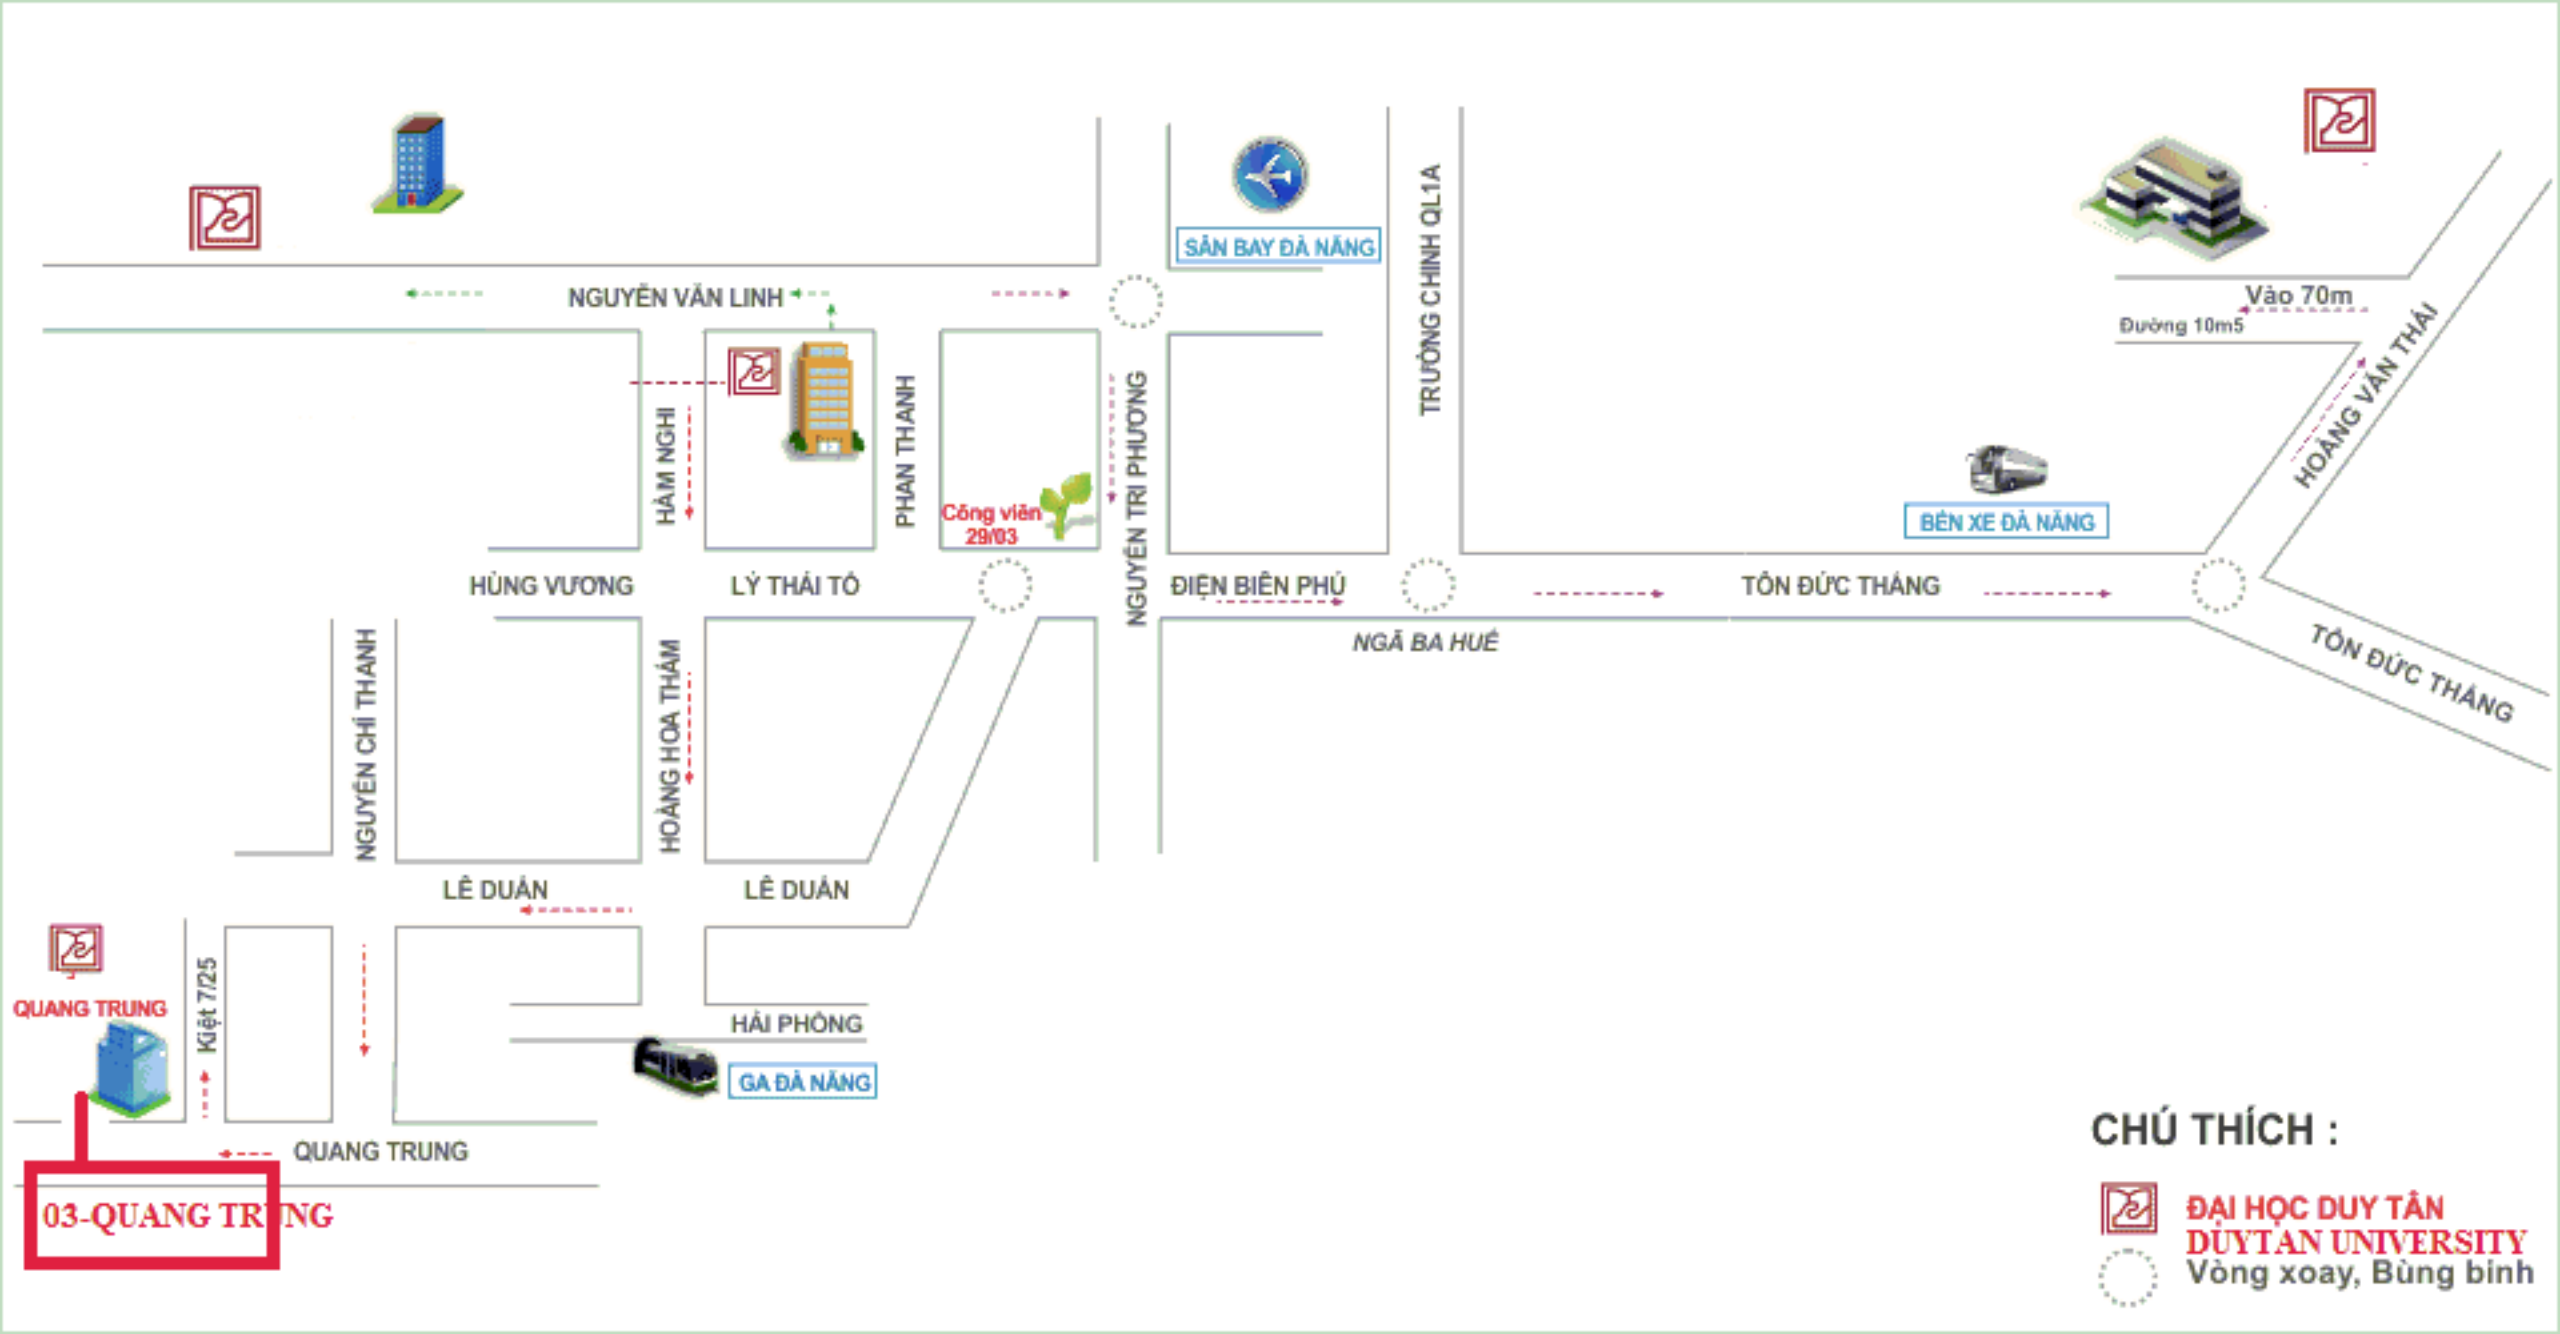 SÂN BAY ĐÀ NẴNG
TRƯỜNG CHINH QL1A
NGUYỄN VĂN LINH
Vào 70m
Đường 10m5
HOÀNG VĂN THÁI
HÀM NGHI
PHAN THANH
Công viên
29/03
NGUYỄN TRI PHƯƠNG
BẾN XE ĐÀ NẴNG
HÙNG VƯƠNG
LÝ THÁI TỔ
ĐIỆN BIÊN PHỦ
TÔN ĐỨC THẮNG
NGÃ BA HUẾ
TÔN ĐỨC THẮNG
NGUYỄN CHÍ THANH
HOÀNG HOA THÁM
LÊ DUẨN
LÊ DUẨN
QUANG TRUNG
Kiệt 7/25
HẢI PHÒNG
GA ĐÀ NẴNG
QUANG TRUNG
03-QUANG TRUNG
CHÚ THÍCH :
ĐẠI HỌC DUY TÂN
DUYTAN UNIVERSITY
Vòng xoay, Bùng binh